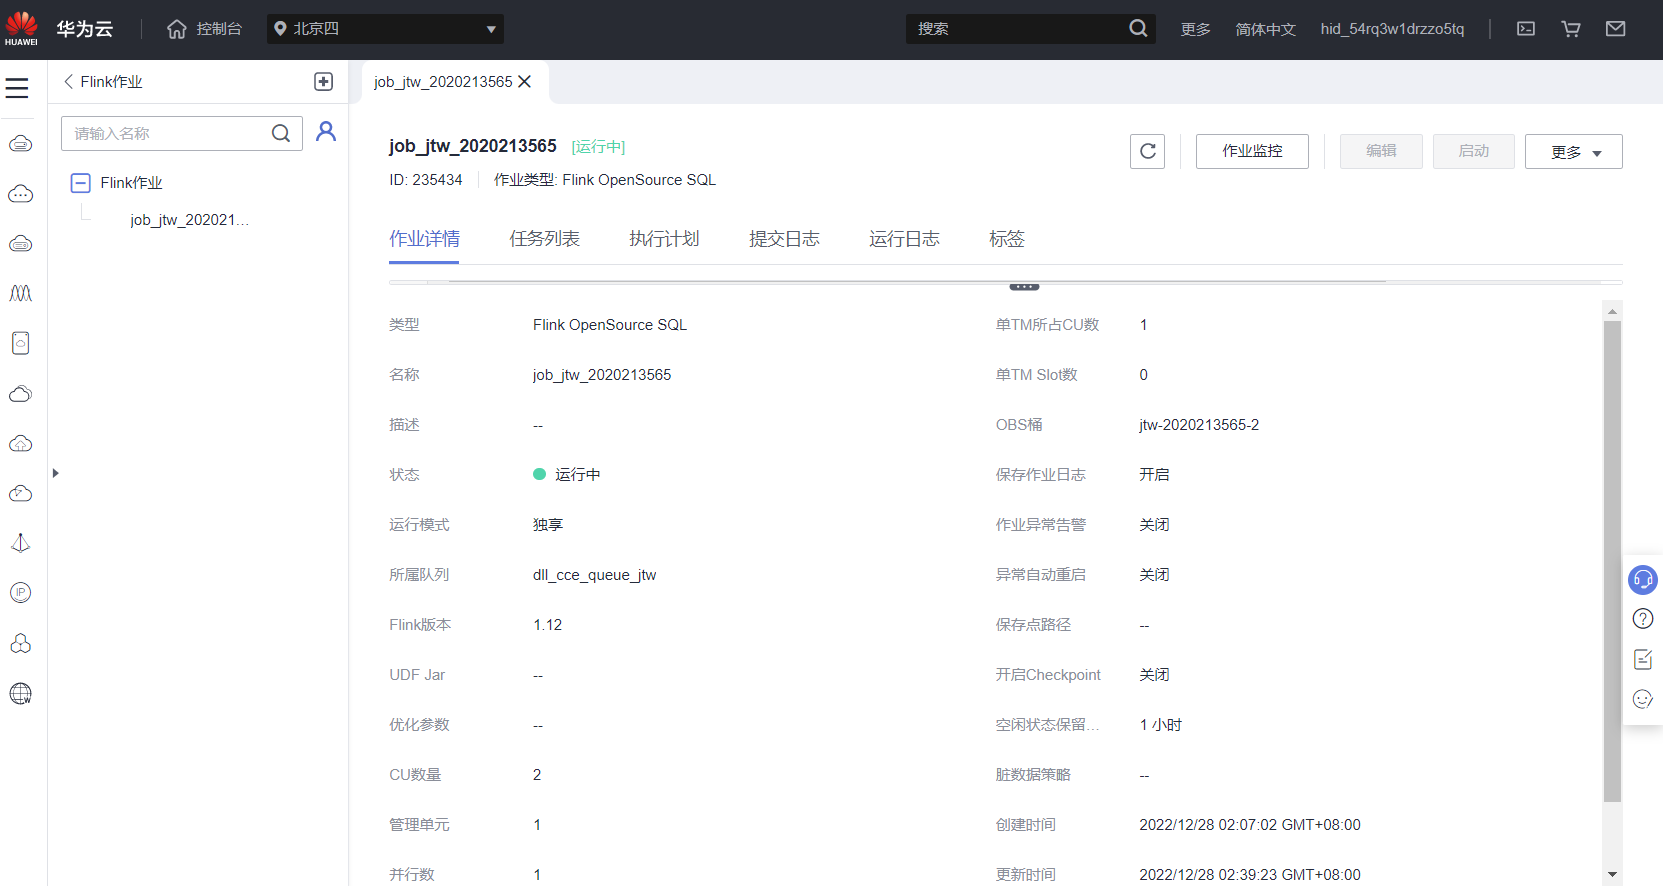 HUAWEI 华为云 控制台 北京四 搜索 更多 简体中文 hid_54rq3w1drzzo5tq
Flink作业
job_jtw_2020213565
请输入名称
Flink作业
job_jtw_202021...
job_jtw_2020213565 [运行中]
ID: 235434 作业类型: Flink OpenSource SQL
作业监控 编辑 启动 更多
作业详情 任务列表 执行计划 提交日志 运行日志 标签
类型 Flink OpenSource SQL 单TM所占CU数 1
名称 job_jtw_2020213565 单TM Slot数 0
描述 -- OBS桶 jtw-2020213565-2
状态 运行中 保存作业日志 开启
运行模式 独享 作业异常告警 关闭
所属队列 dll_cce_queue_jtw 异常自动重启 关闭
Flink版本 1.12 保存点路径 --
UDF Jar -- 开启Checkpoint 关闭
优化参数 -- 空闲状态保留... 1 小时
CU数量 2 脏数据策略 --
管理单元 1 创建时间 2022/12/28 02:07:02 GMT+08:00
并行数 1 更新时间 2022/12/28 02:39:23 GMT+08:00
IP